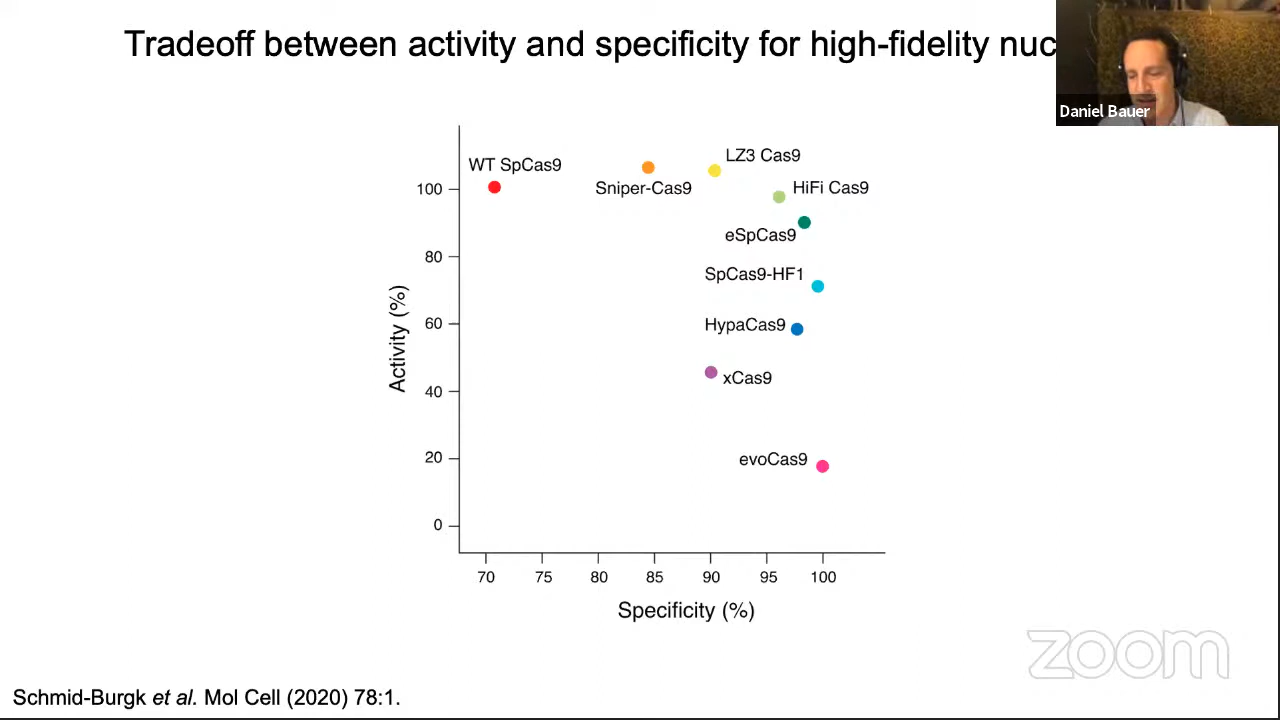 Tradeoff between activity and specificity for high-fidelity nuc
Daniel Bauer
WT SpCas9
Sniper-Cas9
LZ3 Cas9
HiFi Cas9
eSpCas9
SpCas9-HF1
HypaCas9
xCas9
evoCas9
Activity (%)
100
80
60
40
20
0
70 75 80 85 90 95 100
Specificity (%)
zoom
Schmid-Burgk et al. Mol Cell (2020) 78:1.